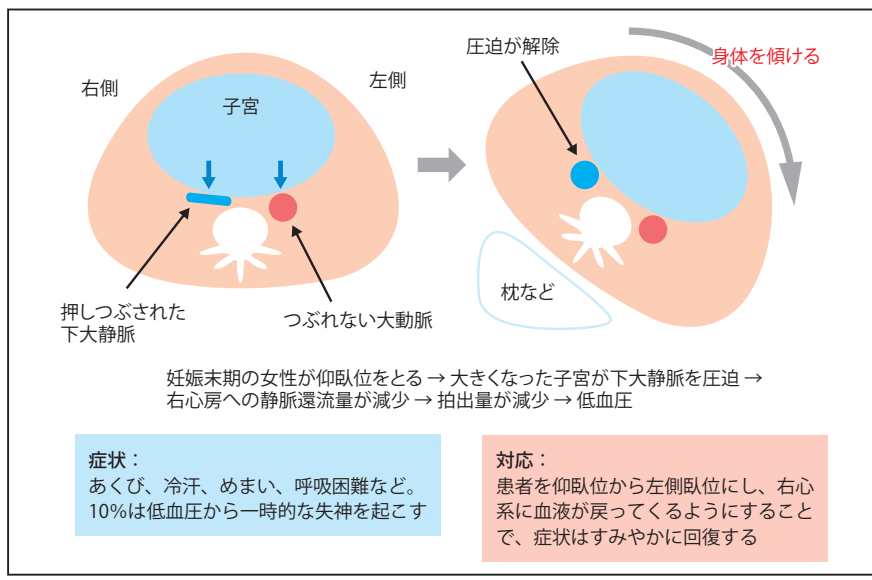 圧迫が解除
身体を傾ける
右側
左側
子宮
枕など
押しつぶされた
下大静脈
つぶれない大動脈
妊娠末期の女性が仰臥位をとる → 大きくなった子宮が下大静脈を圧迫 →
右心房への静脈還流量が減少 → 拍出量が減少 → 低血圧
症状：
あくび、冷汗、めまい、呼吸困難など。
10%は低血圧から一時的な失神を起こす
対応：
患者を仰臥位から左側臥位にし、右心
系に血液が戻ってくるようにすること
で、症状はすみやかに回復する